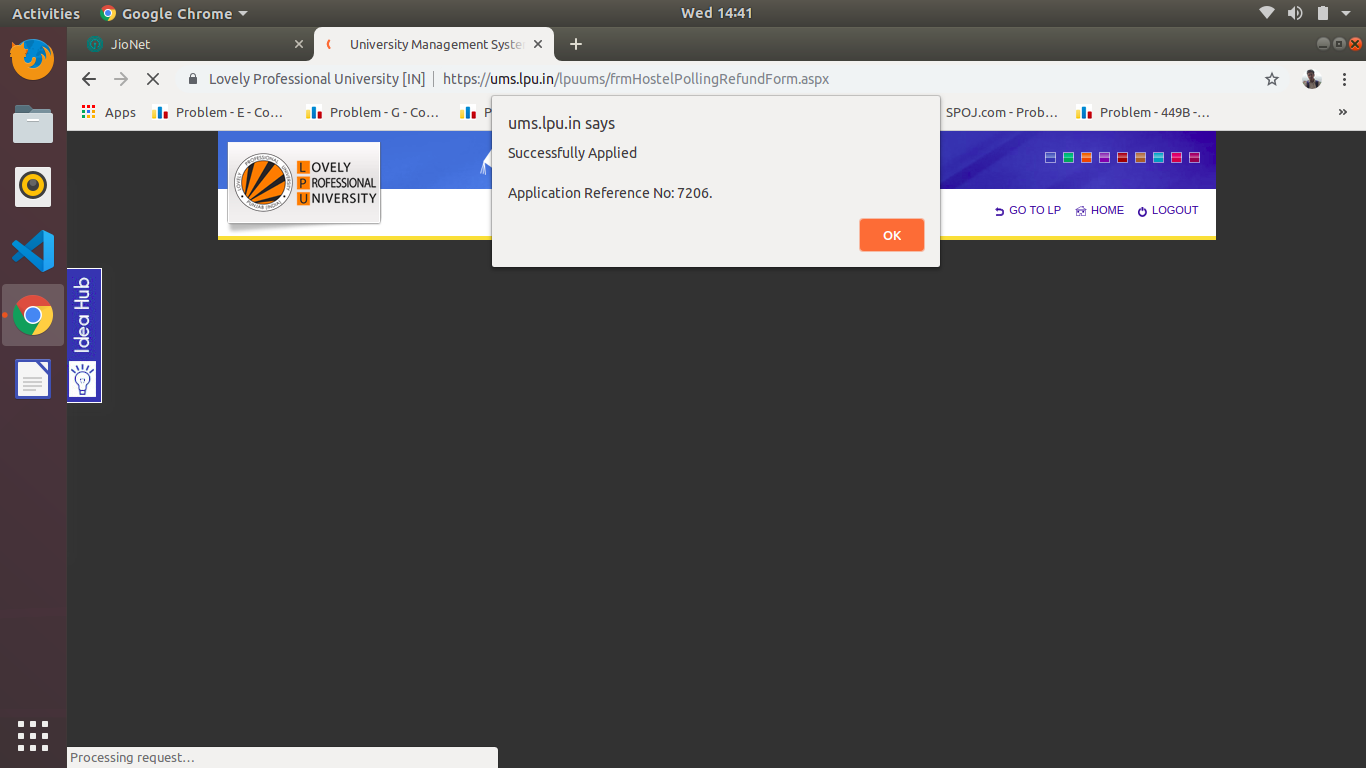 Activities
Google Chrome
Wed 14:41
JioNet
University Management Syste
Lovely Professional University [IN]
https://ums.lpu.in/lpuums/frmHostelPollingRefundForm.aspx
Apps
Problem - E - Co…
Problem - G - Co…
P
SPOJ.com - Prob…
Problem - 449B -…
»
ums.lpu.in says
Successfully Applied
Application Reference No: 7206.
OK
LOVELY
PROFESSIONAL
UNIVERSITY
GO TO LP
HOME
LOGOUT
Idea Hub
Processing request…